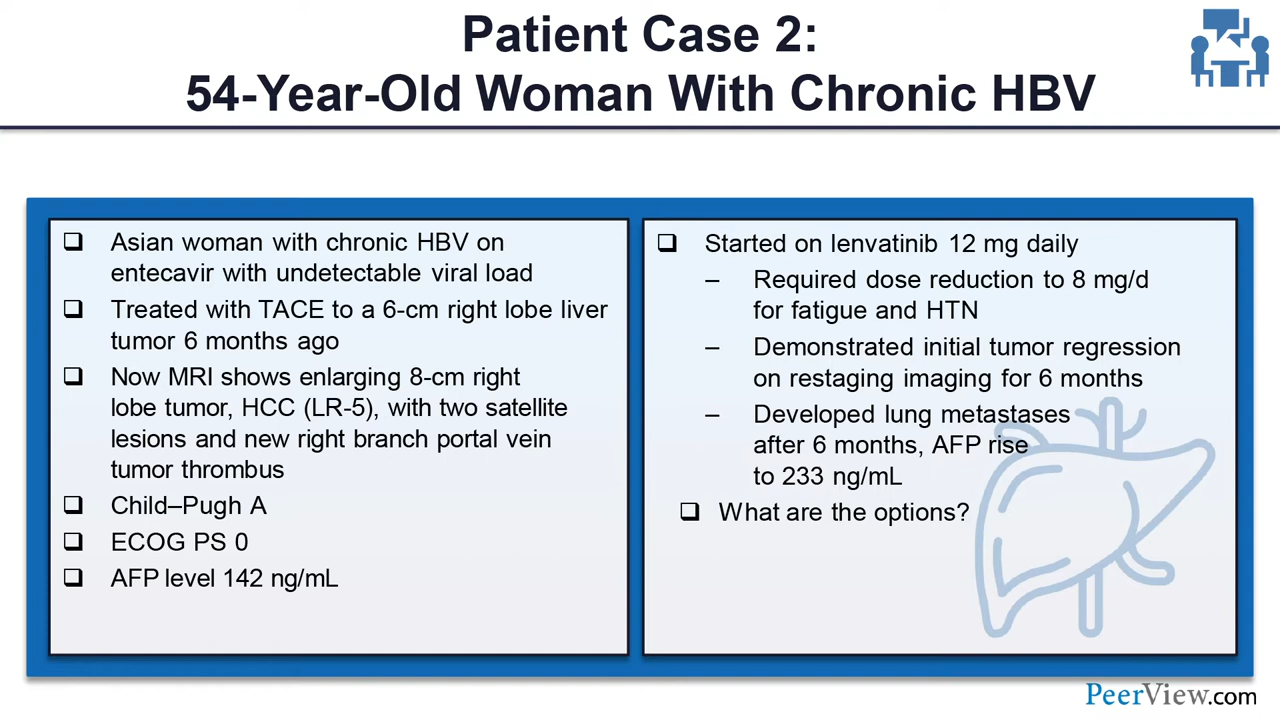 Patient Case 2:
54-Year-Old Woman With Chronic HBV
❑ Asian woman with chronic HBV on
entecavir with undetectable viral load
❑ Treated with TACE to a 6-cm right lobe liver
tumor 6 months ago
❑ Now MRI shows enlarging 8-cm right
lobe tumor, HCC (LR-5), with two satellite
lesions and new right branch portal vein
tumor thrombus
❑ Child–Pugh A
❑ ECOG PS 0
❑ AFP level 142 ng/mL
❑ Started on lenvatinib 12 mg daily
– Required dose reduction to 8 mg/d
for fatigue and HTN
– Demonstrated initial tumor regression
on restaging imaging for 6 months
– Developed lung metastases
after 6 months, AFP rise
to 233 ng/mL
❑ What are the options?
PeerView.com